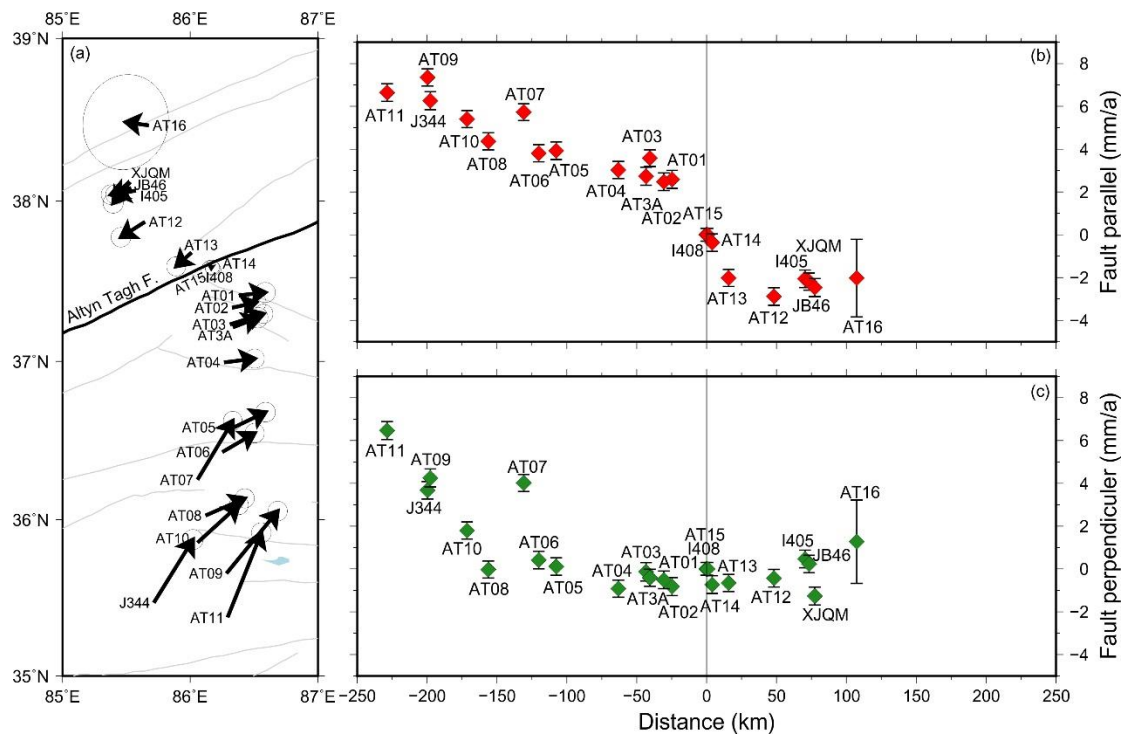 85˚E 86˚E 87˚E
39˚N
(a)
AT16
XJQM
JB46
I405
38˚N
AT12
AT13
AT14
I408
AT15
Altyn Tagh F.
AT01
AT02
AT03
AT3A
37˚N
AT04
AT05
AT06
AT07
AT08
36˚N
AT10
AT09
J344
AT11
35˚N
85˚E 86˚E 87˚E
(b)
AT09
AT11
J344
AT10
AT08
AT07
AT06
AT05
AT04
AT03
AT3A
AT02
AT01
AT15
I408
AT14
AT13
AT12
XJQM
I405
JB46
AT16
8
6
4
2
0
−2
−4
Fault parallel (mm/a)
(c)
AT11
AT09
J344
AT10
AT08
AT07
AT06
AT05
AT04
AT03
AT3A
AT01
AT02
AT15
I408
AT13
AT14
AT12
I405
JB46
XJQM
AT16
8
6
4
2
0
−2
−4
Fault perpendiculer (mm/a)
−250 −200 −150 −100 −50 0 50 100 150 200 250
Distance (km)